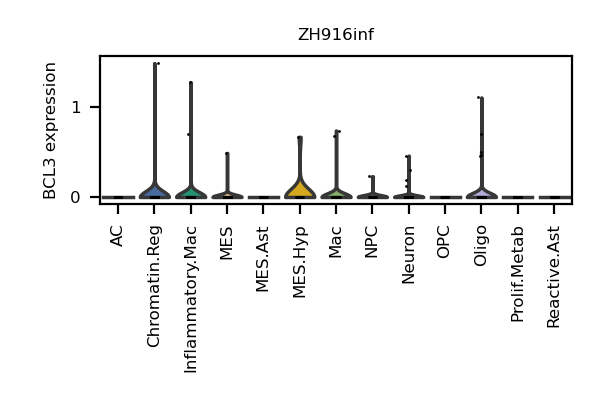 ZH916inf
BCL3 expression
1
0
AC
Chromatin.Reg
Inflammatory.Mac
MES
MES.Ast
MES.Hyp
Mac
NPC
Neuron
OPC
Oligo
Prolif.Metab
Reactive.Ast